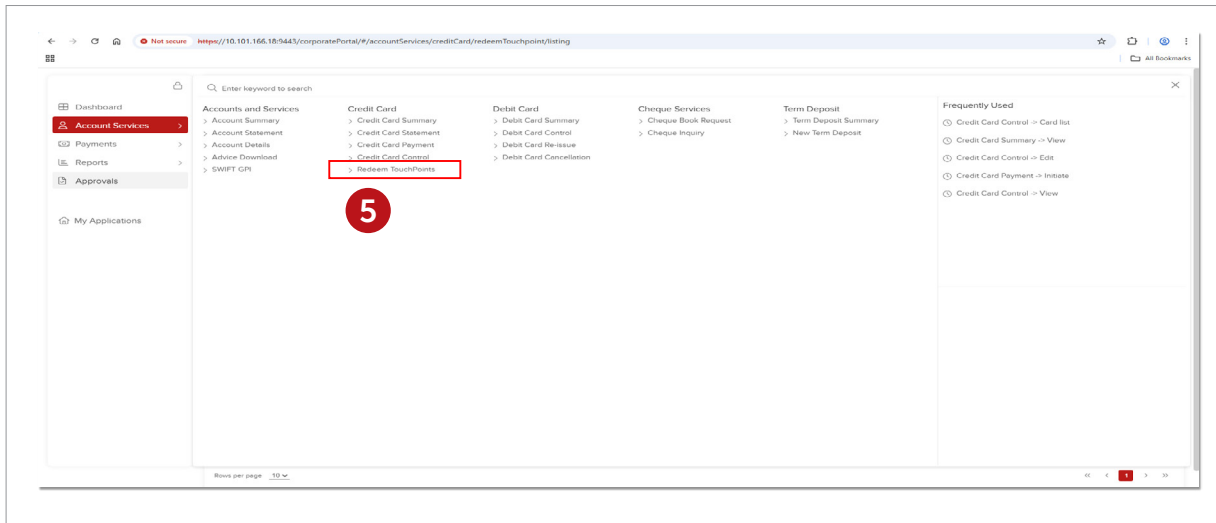 Not secure https://10.101.166.18:9443/corporatePortal/#/accountServices/creditCard/redeemTouchpoint/listing
All Bookmarks
Enter keyword to search
Dashboard
Account Services
Payments
Reports
Approvals
My Applications
Accounts and Services
Account Summary
Account Statement
Account Details
Advice Download
SWIFT GPI
Credit Card
Credit Card Summary
Credit Card Statement
Credit Card Payment
Credit Card Control
Redeem TouchPoints
5
Debit Card
Debit Card Summary
Debit Card Control
Debit Card Re-issue
Debit Card Cancellation
Cheque Services
Cheque Book Request
Cheque Inquiry
Term Deposit
Term Deposit Summary
New Term Deposit
Frequently Used
Credit Card Control -> Card list
Credit Card Summary -> View
Credit Card Control -> Edit
Credit Card Payment -> Initiate
Credit Card Control -> View
Rows per page 10
1